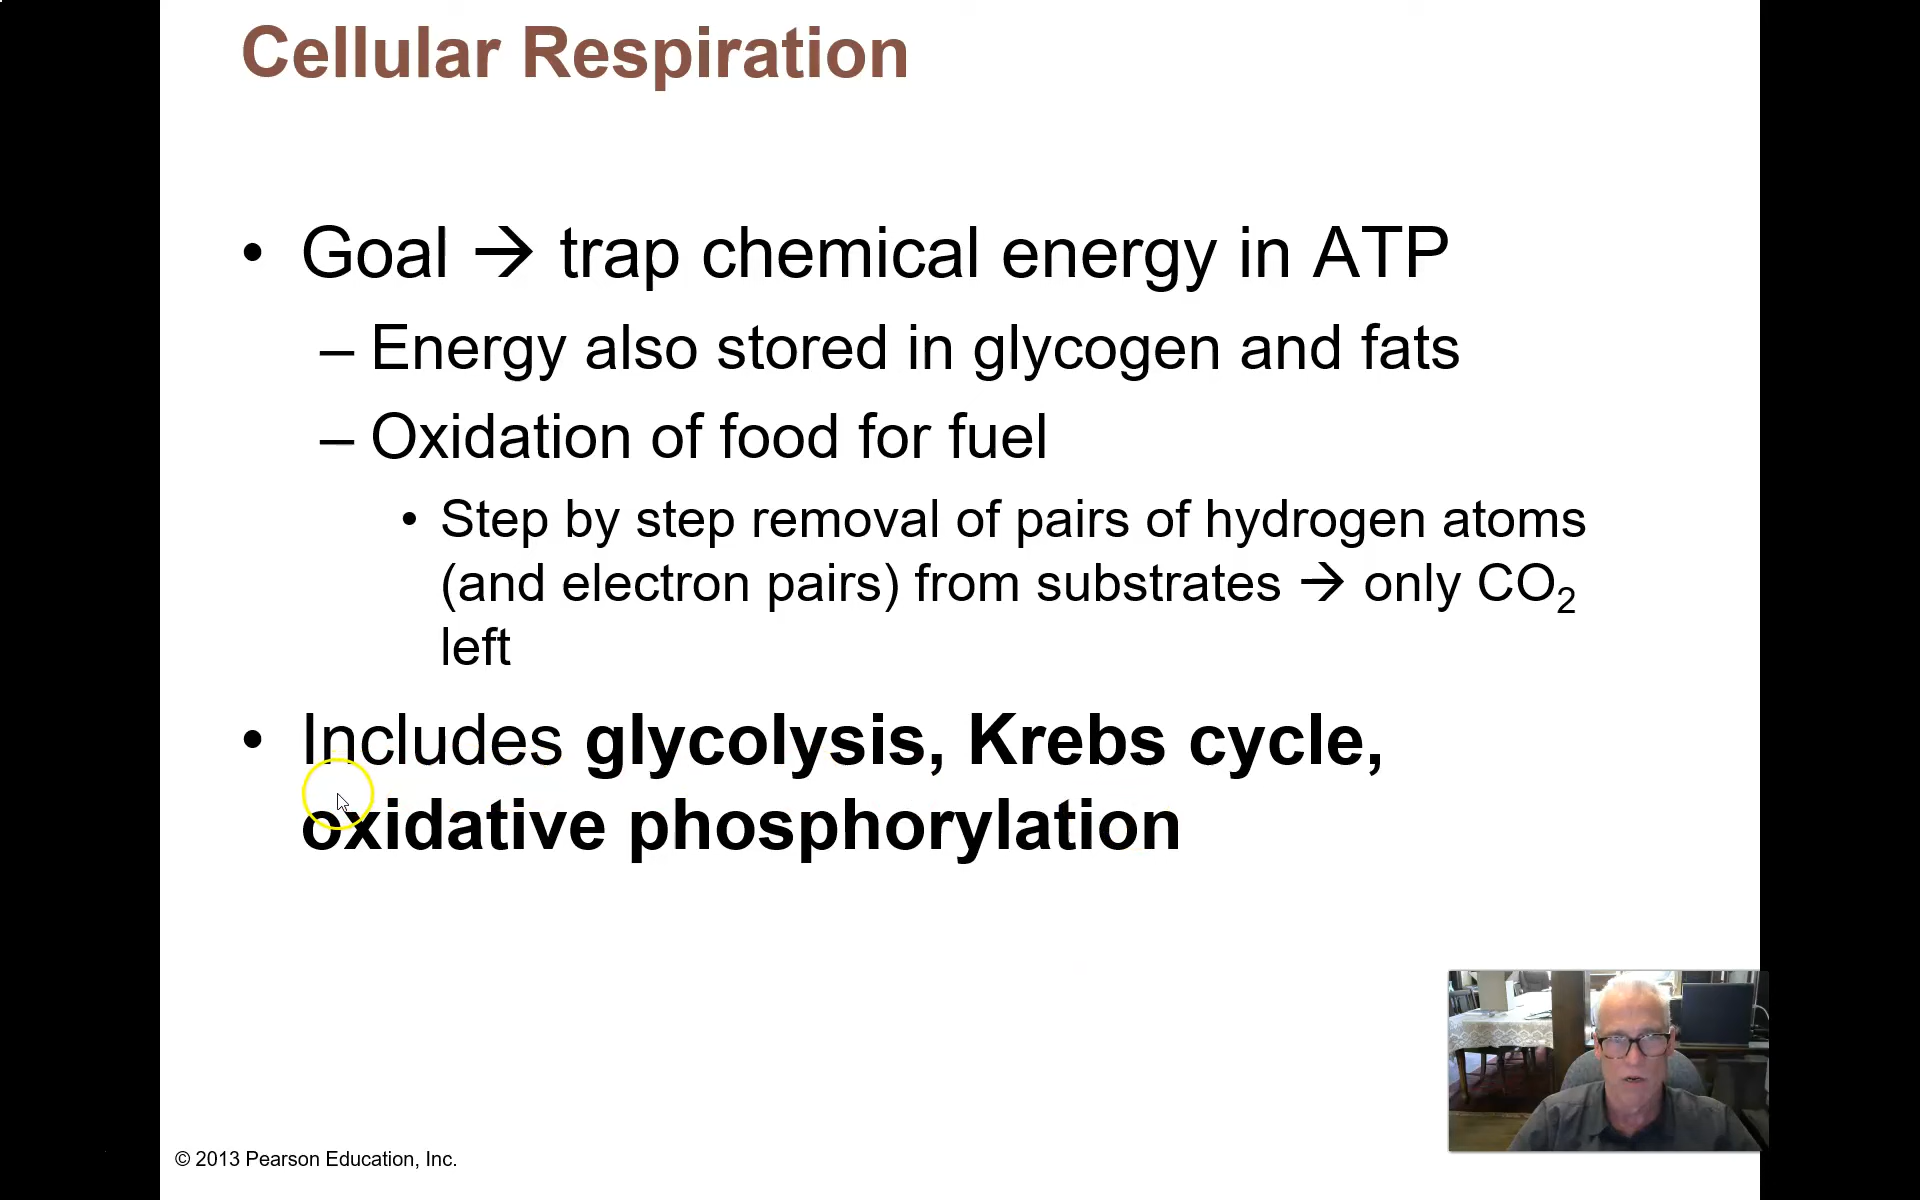 Cellular Respiration
• Goal → trap chemical energy in ATP
– Energy also stored in glycogen and fats
– Oxidation of food for fuel
• Step by step removal of pairs of hydrogen atoms
(and electron pairs) from substrates → only CO₂
left
• Includes glycolysis, Krebs cycle,
oxidative phosphorylation
© 2013 Pearson Education, Inc.